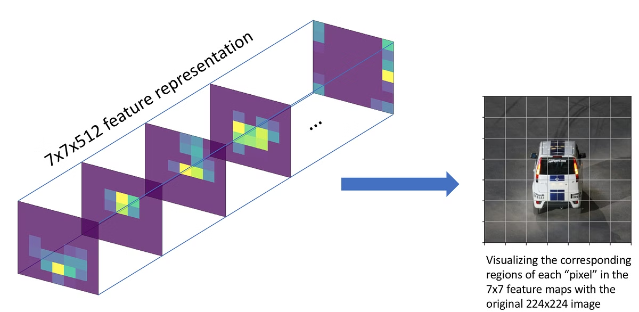 7x7x512 feature representation
...
Visualizing the corresponding
regions of each “pixel” in the
7x7 feature maps with the
original 224x224 image